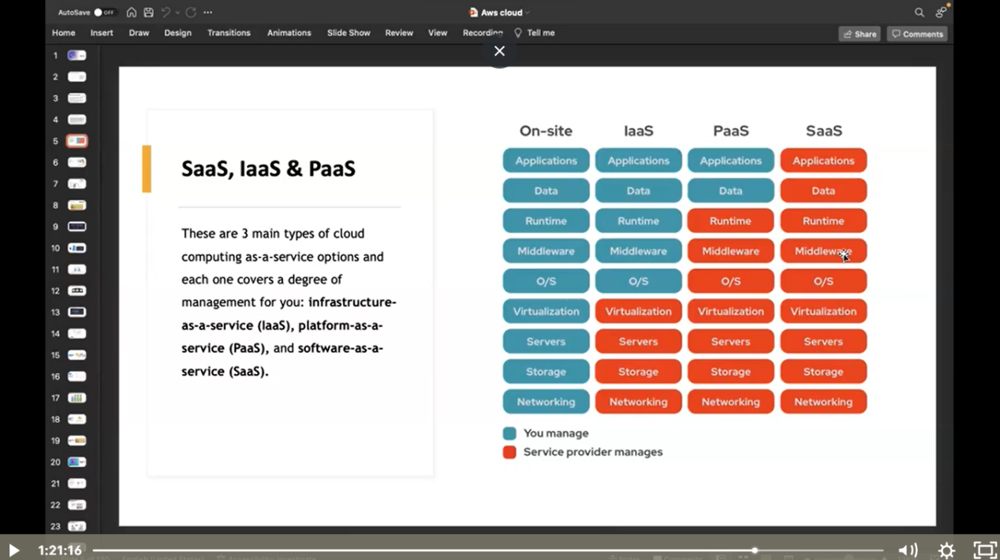 AutoSave OFF
Aws cloud
Home Insert Draw Design Transitions Animations Slide Show Review View Recording Tell me
Share Comments
1
2
3
4
5
6
7
8
9
10
11
12
13
14
15
16
17
18
19
20
21
22
23
SaaS, IaaS & PaaS
These are 3 main types of cloud
computing as-a-service options and
each one covers a degree of
management for you: infrastructure-
as-a-service (IaaS), platform-as-a-
service (PaaS), and software-as-a-
service (SaaS).
On-site IaaS PaaS SaaS
Applications Applications Applications Applications
Data Data Data Data
Runtime Runtime Runtime Runtime
Middleware Middleware Middleware Middleware
O/S O/S O/S O/S
Virtualization Virtualization Virtualization Virtualization
Servers Servers Servers Servers
Storage Storage Storage Storage
Networking Networking Networking Networking
You manage
Service provider manages
1:21:16